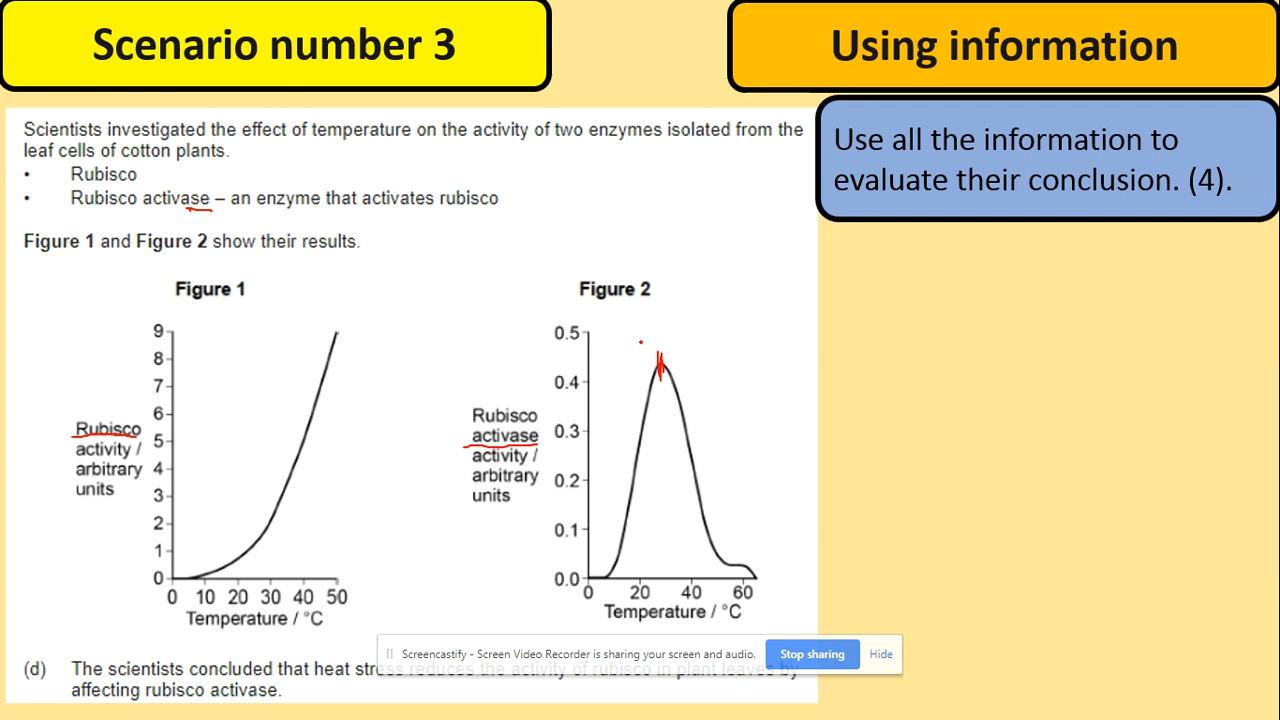 Scenario number 3
Using information
Use all the information to
evaluate their conclusion. (4).
Scientists investigated the effect of temperature on the activity of two enzymes isolated from the
leaf cells of cotton plants.
• Rubisco
• Rubisco activase – an enzyme that activates rubisco
Figure 1 and Figure 2 show their results.
Figure 1
9
8
7
6
5
4
3
2
1
0
Rubisco
activity /
arbitrary
units
0 10 20 30 40 50
Temperature / °C
Figure 2
0.5
0.4
0.3
0.2
0.1
0.0
Rubisco
activase
activity /
arbitrary
units
0 20 40 60
Temperature / °C
Screencastify - Screen Video Recorder is sharing your screen and audio. Stop sharing Hide
(d) The scientists concluded that heat stress reduces the activity of rubisco in plant leaves by
affecting rubisco activase.